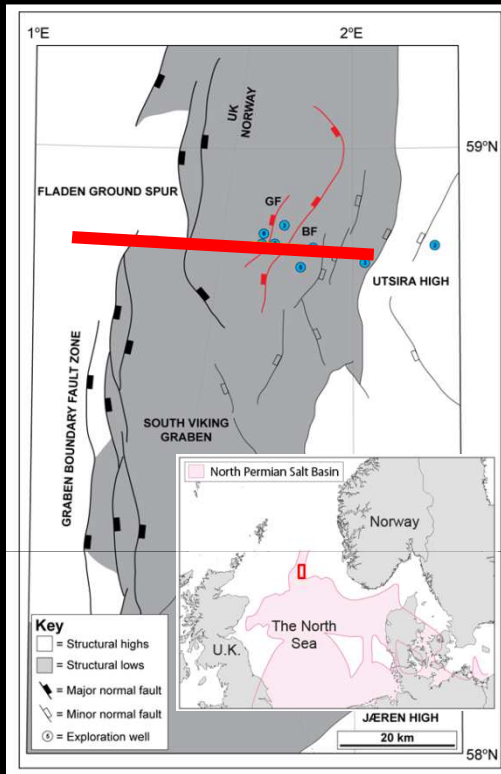 1°E
2°E
UK
NORWAY
59°N
FLADEN GROUND SPUR
GF
BF
UTSIRA HIGH
GRABEN BOUNDARY FAULT ZONE
SOUTH VIKING
GRABEN
North Permian Salt Basin
Norway
The North
Sea
U.K.
Key
= Structural highs
= Structural lows
= Major normal fault
= Minor normal fault
= Exploration well
JÆREN HIGH
20 km
58°N